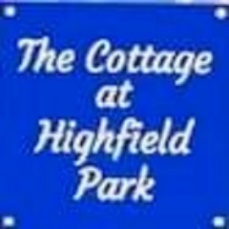 The Cottage
at
Highfield
Park